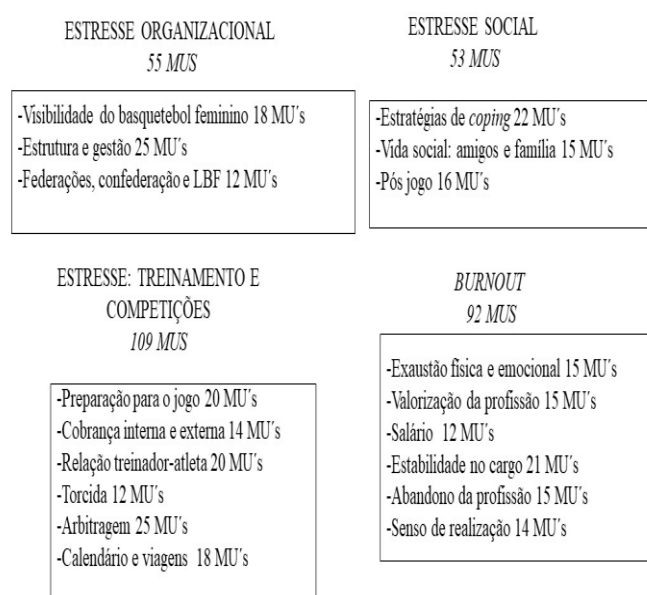 ESTRESSE ORGANIZACIONAL
55 MUS
-Visibilidade do basquetebol feminino 18 MU´s
-Estrutura e gestão 25 MU´s
-Federações, confederação e LBF 12 MU´s
ESTRESSE SOCIAL
53 MUS
-Estratégias de coping 22 MU´s
-Vida social: amigos e família 15 MU´s
-Pós jogo 16 MU´s
ESTRESSE: TREINAMENTO E
COMPETIÇÕES
109 MUS
-Preparação para o jogo 20 MU´s
-Cobrança interna e externa 14 MU´s
-Relação treinador-atleta 20 MU´s
-Torcida 12 MU´s
-Arbitragem 25 MU´s
-Calendário e viagens 18 MU´s
BURNOUT
92 MUS
-Exaustão física e emocional 15 MU´s
-Valorização da profissão 15 MU´s
-Salário 12 MU´s
-Estabilidade no cargo 21 MU´s
-Abandono da profissão 15 MU´s
-Senso de realização 14 MU´s